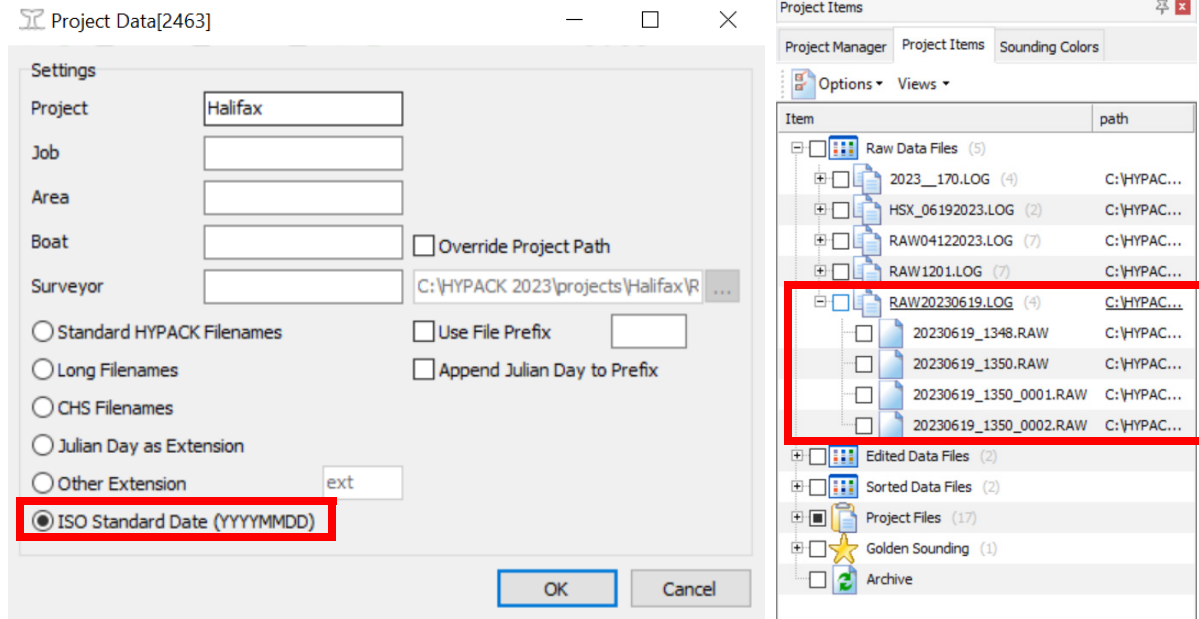 Project Data[2463]
Settings
Project
Halifax
Job
Area
Boat
Override Project Path
Surveyor
C:\HYPACK 2023\projects\Halifax\R
...
Standard HYPACK Filenames
Use File Prefix
Long Filenames
Append Julian Day to Prefix
CHS Filenames
Julian Day as Extension
Other Extension
ext
ISO Standard Date (YYYYMMDD)
OK
Cancel
Project Items
Project Manager
Project Items
Sounding Colors
Options
Views
Item
path
Raw Data Files (5)
2023__170.LOG (4) C:\HYPAC...
HSX_06192023.LOG (2) C:\HYPAC...
RAW04122023.LOG (7) C:\HYPAC...
RAW1201.LOG (7) C:\HYPAC...
RAW20230619.LOG (4) C:\HYPAC...
20230619_1348.RAW C:\HYPAC...
20230619_1350.RAW C:\HYPAC...
20230619_1350_0001.RAW C:\HYPAC...
20230619_1350_0002.RAW C:\HYPAC...
Edited Data Files (2)
Sorted Data Files (2)
Project Files (17)
Golden Sounding (1)
Archive